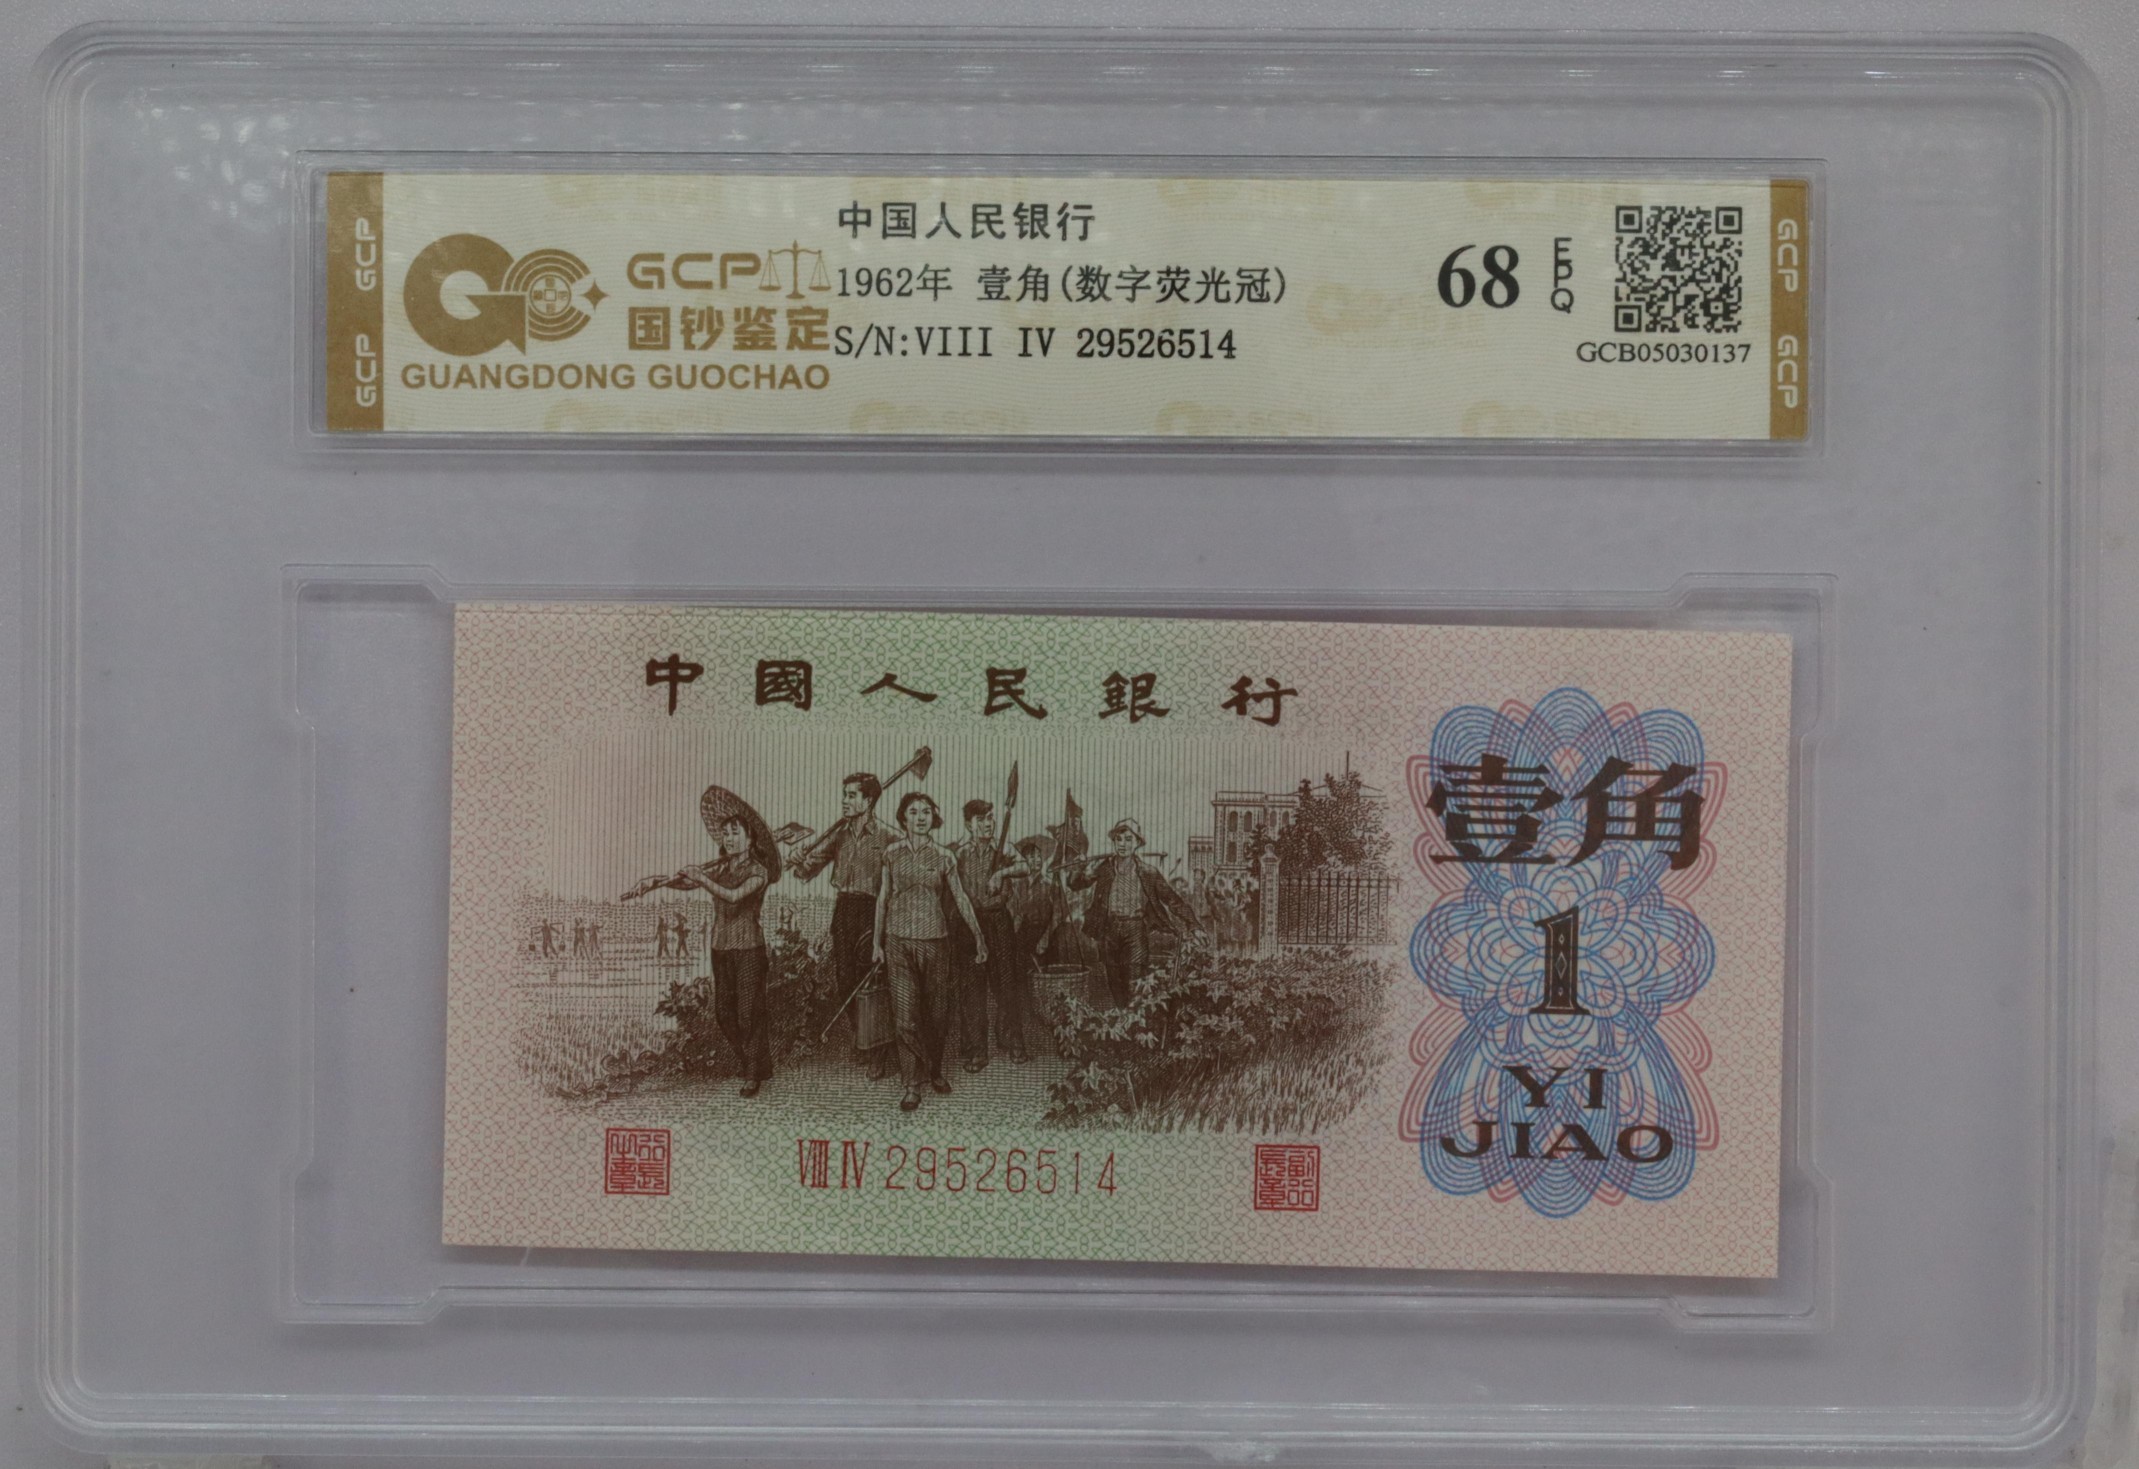 GCP
GCP
GCP
国钞鉴定
GUANGDONG GUOCHAO
中国人民银行
1962年 壹角(数字荧光冠)
S/N:VIII IV 29526514
68
EPQ
GCB05030137
GCP
GCP
中國人民銀行
壹角
1
YI
JIAO
VIII IV 29526514